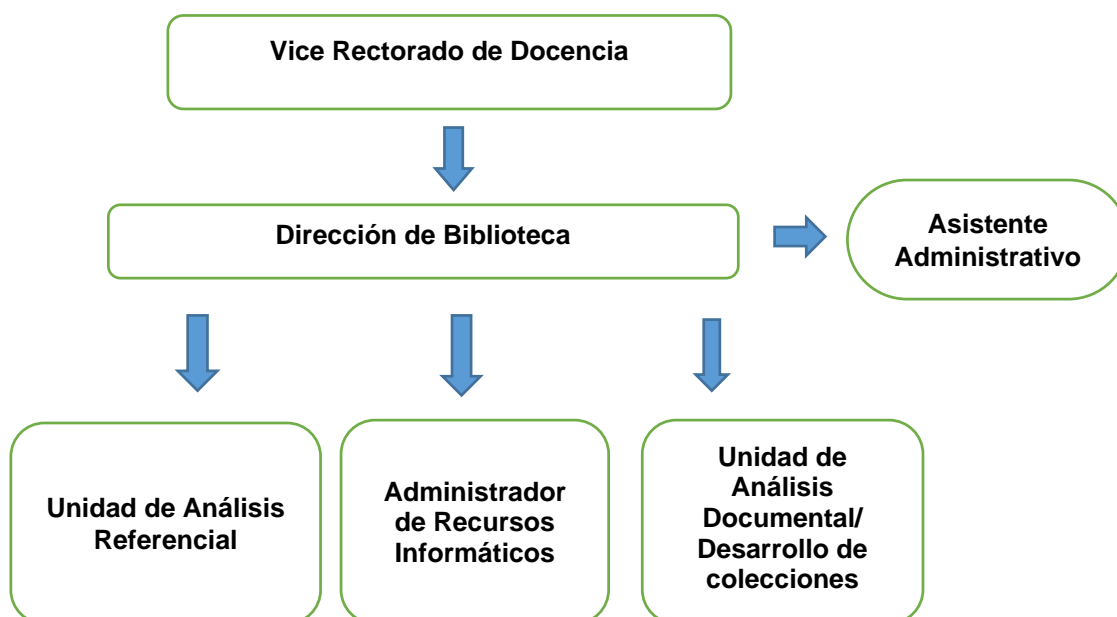 Vice Rectorado de Docencia
Dirección de Biblioteca
Asistente
Administrativo
Unidad de Análisis
Referencial
Administrador
de Recursos
Informáticos
Unidad de
Análisis
Documental/
Desarrollo de
colecciones